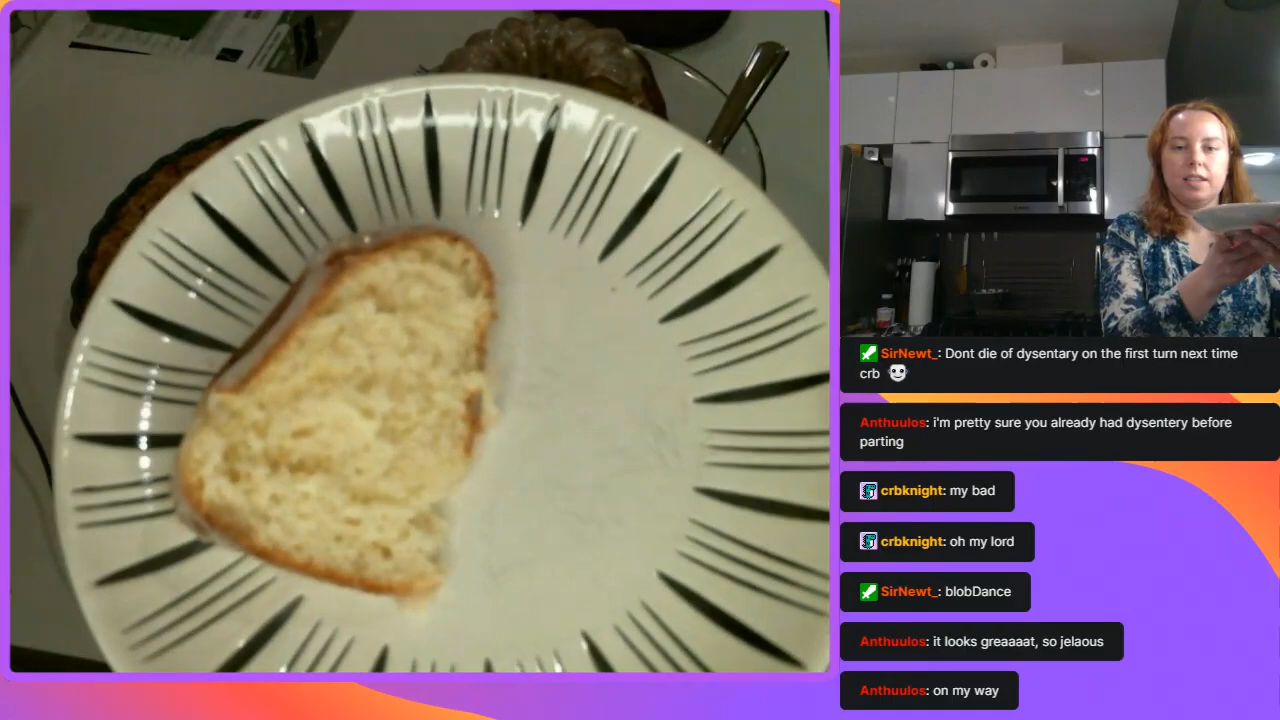 SirNewt_: Dont die of dysentary on the first turn next time
crb
Anthuulos: i'm pretty sure you already had dysentery before
parting
crbknight: my bad
crbknight: oh my lord
SirNewt_: blobDance
Anthuulos: it looks greaaaat, so jelaous
Anthuulos: on my way